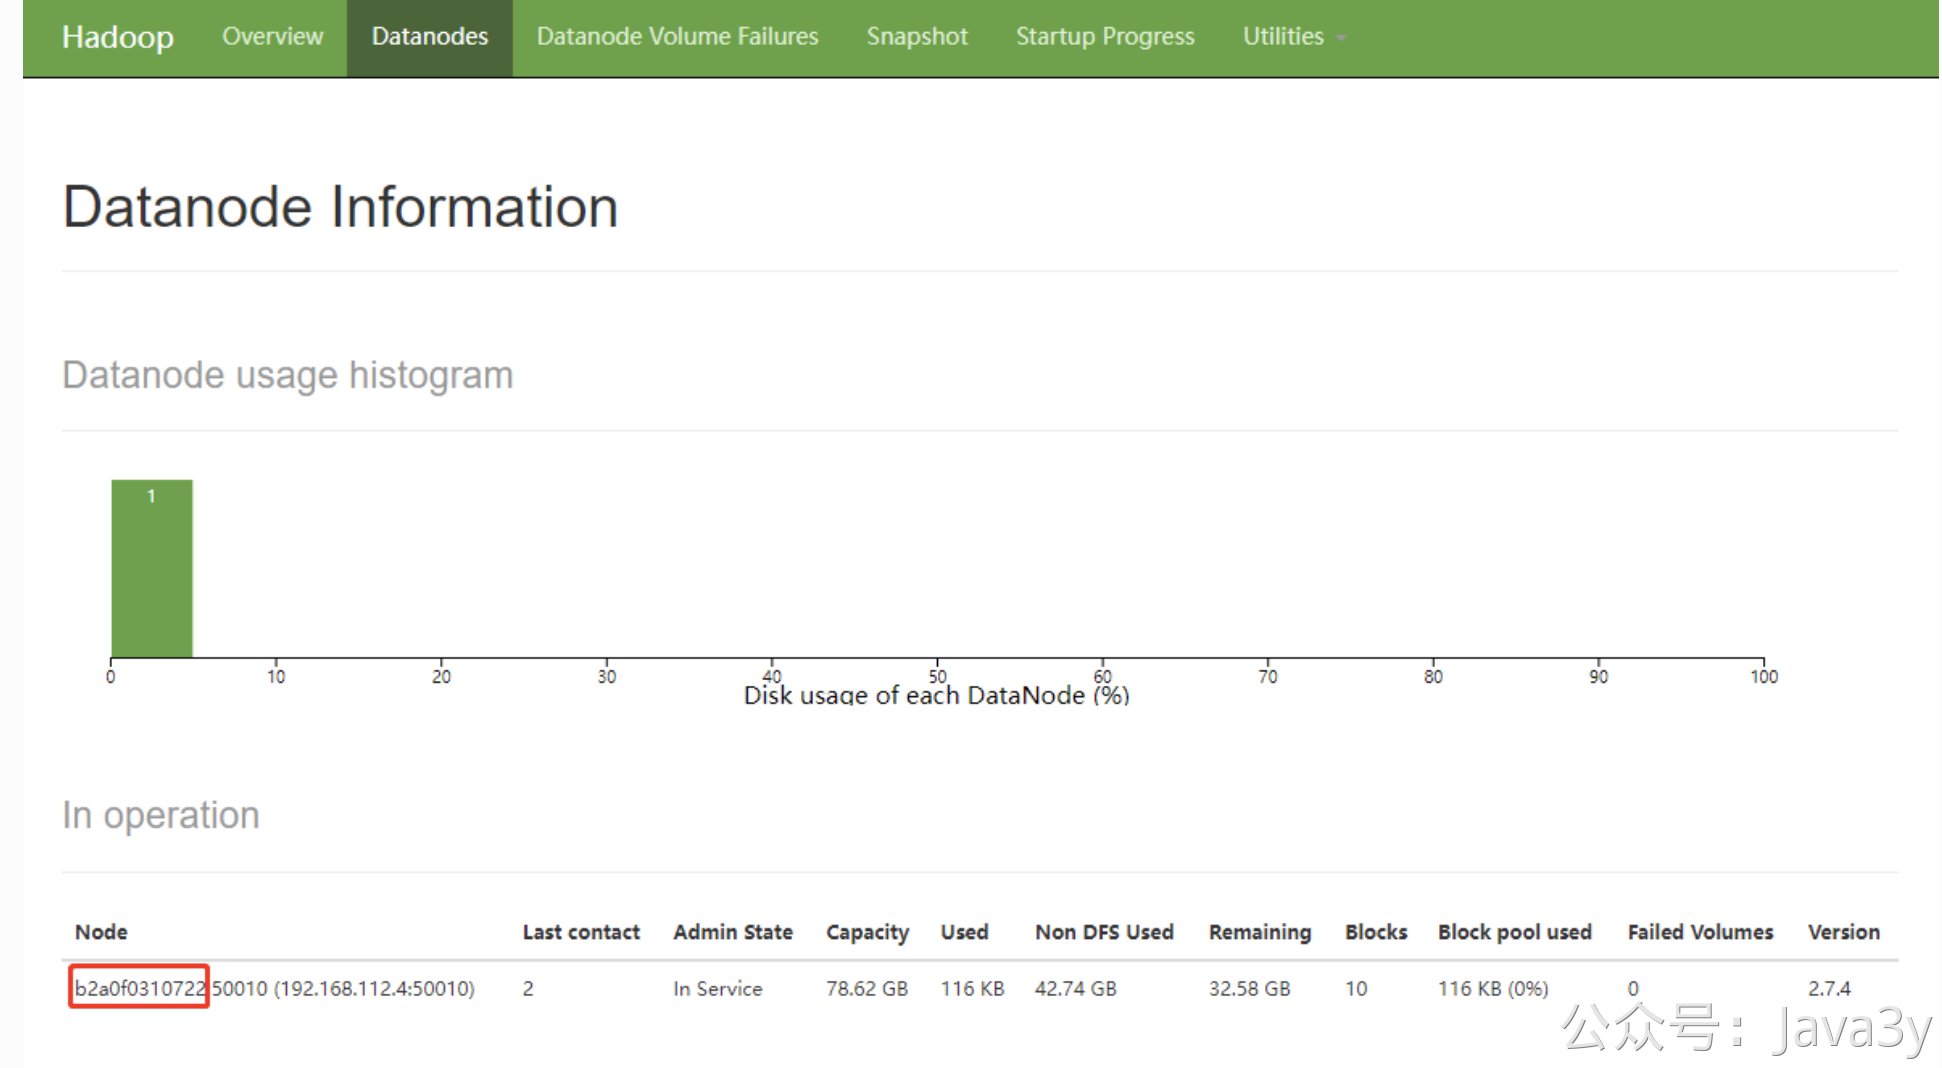 Hadoop Overview Datanodes Datanode Volume Failures Snapshot Startup Progress Utilities
Datanode Information
Datanode usage histogram
1
0 10 20 30 40 50 60 70 80 90 100
Disk usage of each DataNode (%)
In operation
Node Last contact Admin State Capacity Used Non DFS Used Remaining Blocks Block pool used Failed Volumes Version
b2a0f0310722:50010 (192.168.112.4:50010) 2 In Service 78.62 GB 116 KB 42.74 GB 32.58 GB 10 116 KB (0%) 0 2.7.4
公众号：Java3y